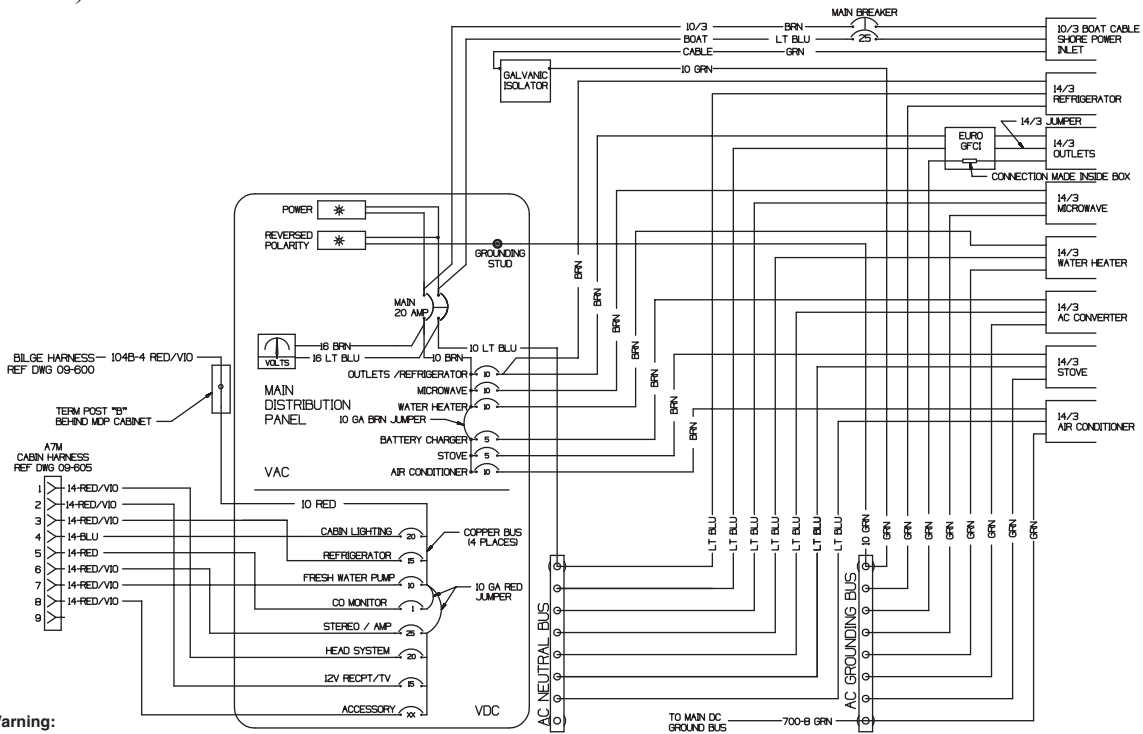 MAIN BREAKER
10/3 BRN
BOAT LT BLU 25
CABLE GRN
10/3 BOAT CABLE
SHORE POWER
INLET
GALVANIC
ISOLATOR
10 GRN
14/3
REFRIGERATOR
14/3 JUMPER
EURO
GFCI
14/3
OUTLETS
CONNECTION MADE INSIDE BOX
14/3
MICROWAVE
14/3
WATER HEATER
14/3
AC CONVERTER
14/3
STOVE
14/3
AIR CONDITIONER
POWER
REVERSED
POLARITY
GROUNDING
STUD
MAIN
20 AMP
VOLTS
16 BRN
16 LT BLU
10 BRN
10 LT BLU
BRN
BRN
BRN
BRN
BRN
BRN
BRN
OUTLETS /REFRIGERATOR
MICROWAVE
WATER HEATER 10
10 GA BRN JUMPER
BATTERY CHARGER 5
STOVE 5
AIR CONDITIONER 10
MAIN
DISTRIBUTION
PANEL
VAC
BILGE HARNESS 104B-4 RED/VIO
REF DWG 09-600
TERM POST "B"
BEHIND MDP CABINET
A7M
CABIN HARNESS
REF DWG 09-605
1 14-RED/VIO
2 14-RED/VIO
3 14-RED/VIO
4 14-BLU
5 14-RED
6 14-RED/VIO
7 14-RED/VIO
8 14-RED/VIO
9
10 RED
CABIN LIGHTING 20
REFRIGERATOR 15
FRESH WATER PUMP 10
CO MONITOR 1
STEREO / AMP 25
HEAD SYSTEM 20
12V RECPT/TV 15
ACCESSORY XX
COPPER BUS
(4 PLACES)
10 GA RED
JUMPER
VDC
LT BLU
LT BLU
LT BLU
LT BLU
LT BLU
LT BLU
LT BLU
10 GRN
GRN
GRN
GRN
GRN
GRN
GRN
GRN
GRN
AC NEUTRAL BUS
AC GROUNDING BUS
TO MAIN DC
GROUND BUS
700-B GRN
arning: